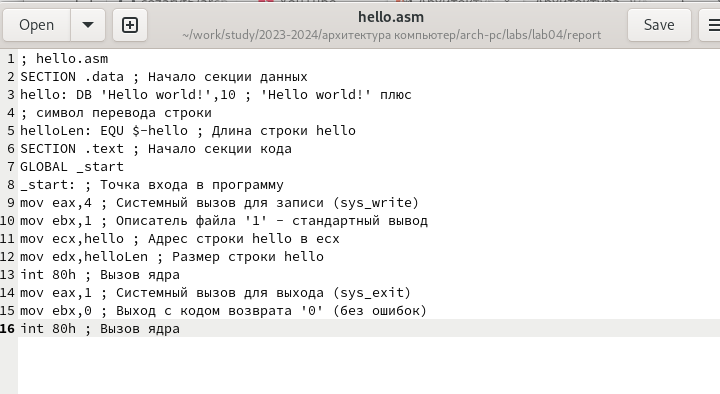 Open
hello.asm
~/work/study/2023-2024/архитектура компьютер/arch-pc/labs/lab04/report
Save
1 ; hello.asm
2 SECTION .data ; Начало секции данных
3 hello: DB 'Hello world!',10 ; 'Hello world!' плюс
4 ; символ перевода строки
5 helloLen: EQU $-hello ; Длина строки hello
6 SECTION .text ; Начало секции кода
7 GLOBAL _start
8 _start: ; Точка входа в программу
9 mov eax,4 ; Системный вызов для записи (sys_write)
10 mov ebx,1 ; Описатель файла '1' - стандартный вывод
11 mov ecx,hello ; Адрес строки hello в ecx
12 mov edx,helloLen ; Размер строки hello
13 int 80h ; Вызов ядра
14 mov eax,1 ; Системный вызов для выхода (sys_exit)
15 mov ebx,0 ; Выход с кодом возврата '0' (без ошибок)
16 int 80h ; Вызов ядра